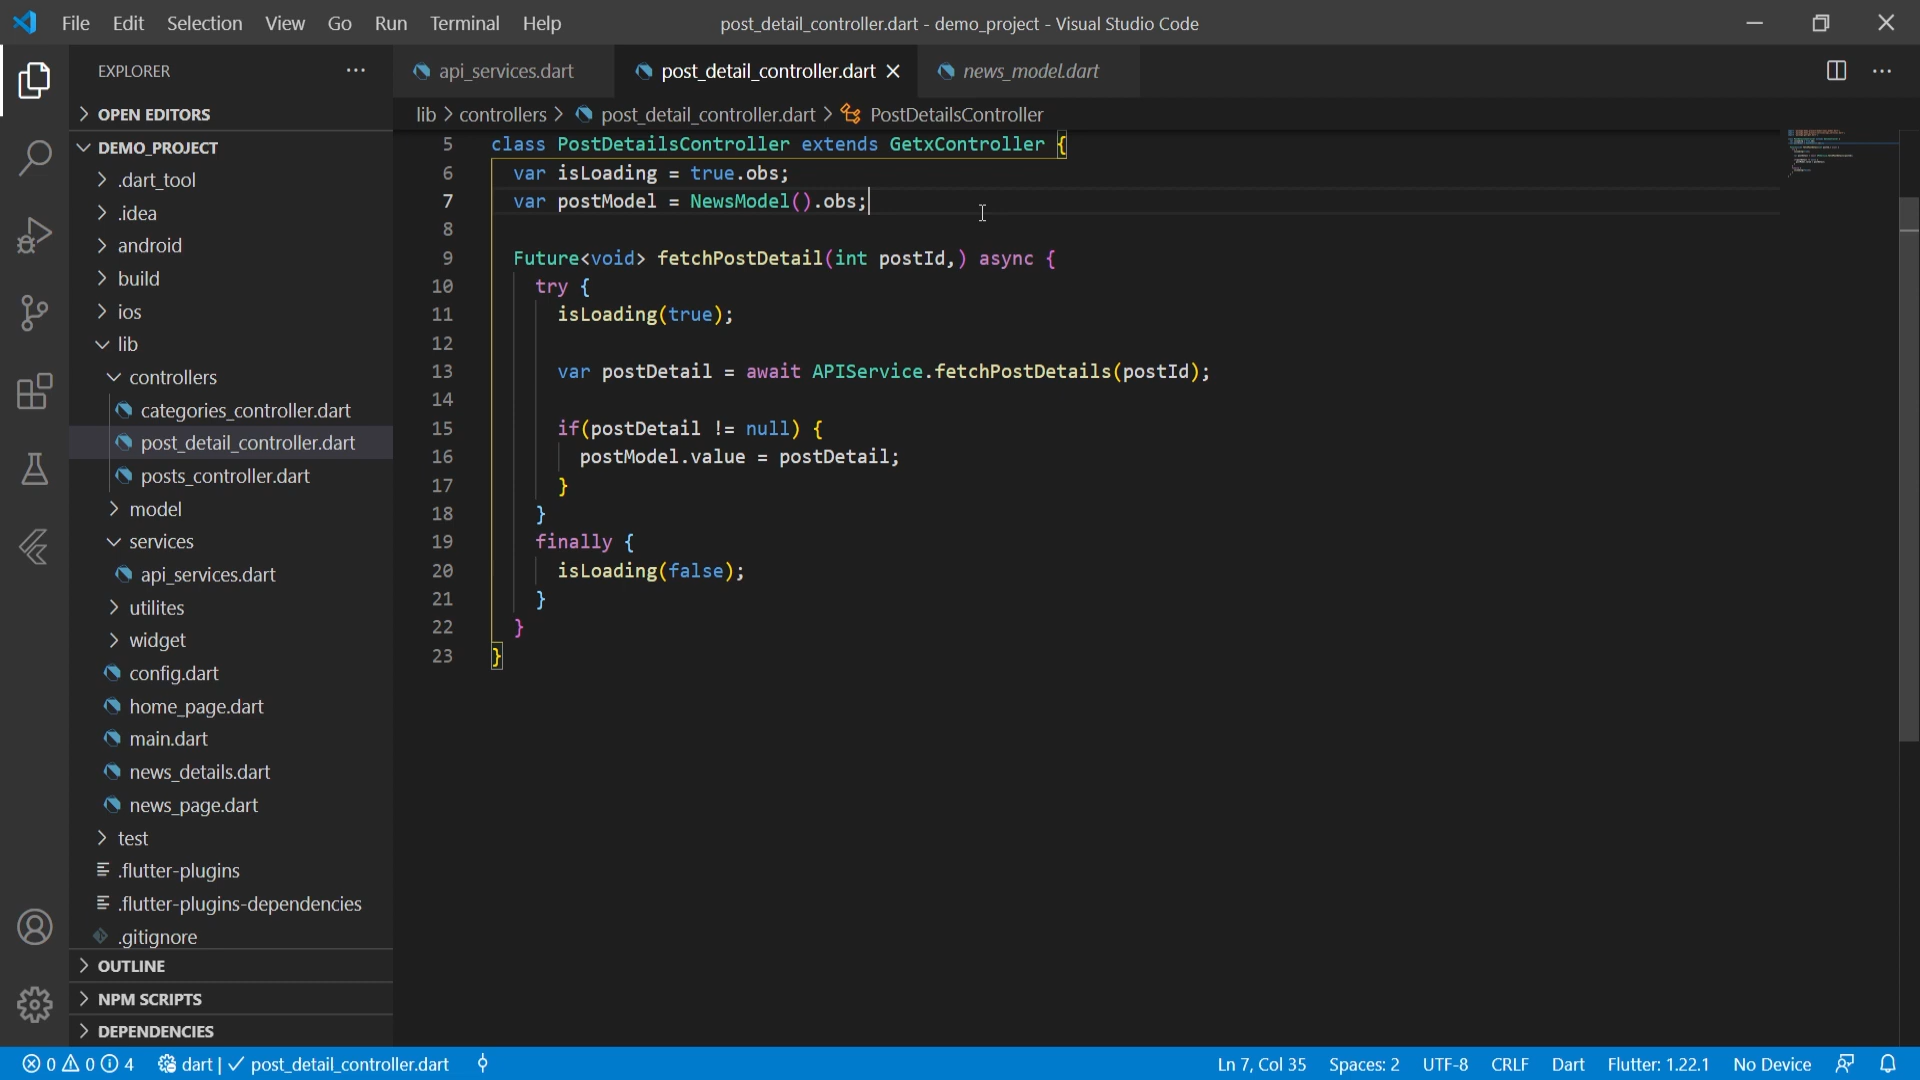 File Edit Selection View Go Run Terminal Help
post_detail_controller.dart - demo_project - Visual Studio Code
EXPLORER
OPEN EDITORS
DEMO_PROJECT
.dart_tool
.idea
android
build
ios
lib
controllers
categories_controller.dart
post_detail_controller.dart
posts_controller.dart
model
services
api_services.dart
utilites
widget
config.dart
home_page.dart
main.dart
news_details.dart
news_page.dart
test
.flutter-plugins
.flutter-plugins-dependencies
.gitignore
OUTLINE
NPM SCRIPTS
DEPENDENCIES
api_services.dart
post_detail_controller.dart
news_model.dart
lib > controllers > post_detail_controller.dart > PostDetailsController
5 class PostDetailsController extends GetxController {
6 var isLoading = true.obs;
7 var postModel = NewsModel().obs;
8
9 Future<void> fetchPostDetail(int postId,) async {
10 try {
11 isLoading(true);
12
13 var postDetail = await APIService.fetchPostDetails(postId);
14
15 if(postDetail != null) {
16 postModel.value = postDetail;
17 }
18 }
19 finally {
20 isLoading(false);
21 }
22 }
23 }
0 0 4 dart | ✓ post_detail_controller.dart
Ln 7, Col 35 Spaces: 2 UTF-8 CRLF Dart Flutter: 1.22.1 No Device